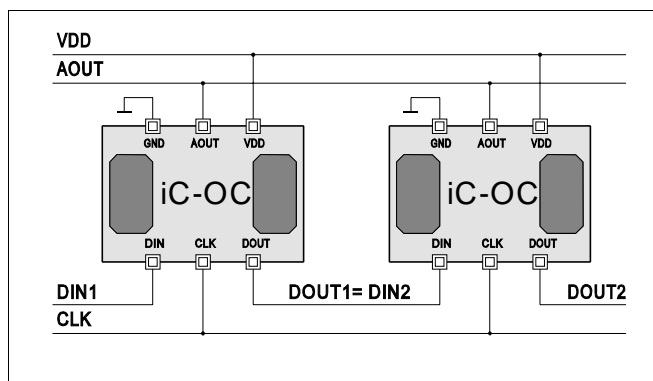 VDD
AOUT
GND AOUT VDD GND AOUT VDD
iC-OC iC-OC
DIN CLK DOUT DIN CLK DOUT
DIN1 DOUT1= DIN2 DOUT2
CLK